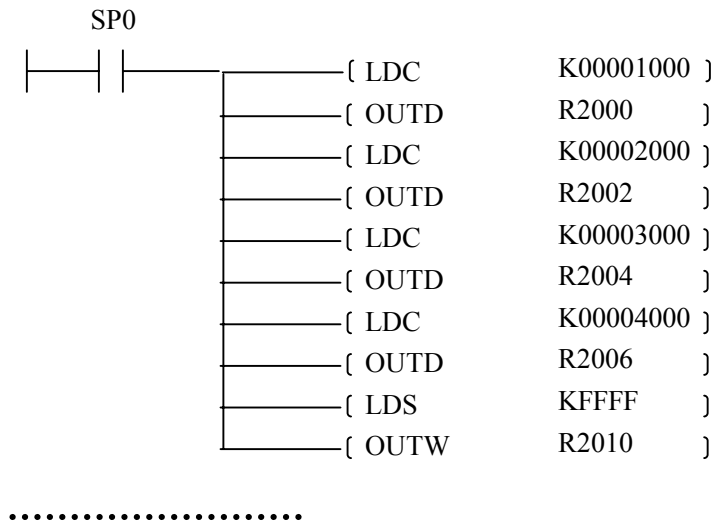 SP0
LDC K00001000
OUTD R2000
LDC K00002000
OUTD R2002
LDC K00003000
OUTD R2004
LDC K00004000
OUTD R2006
LDS KFFFF
OUTW R2010